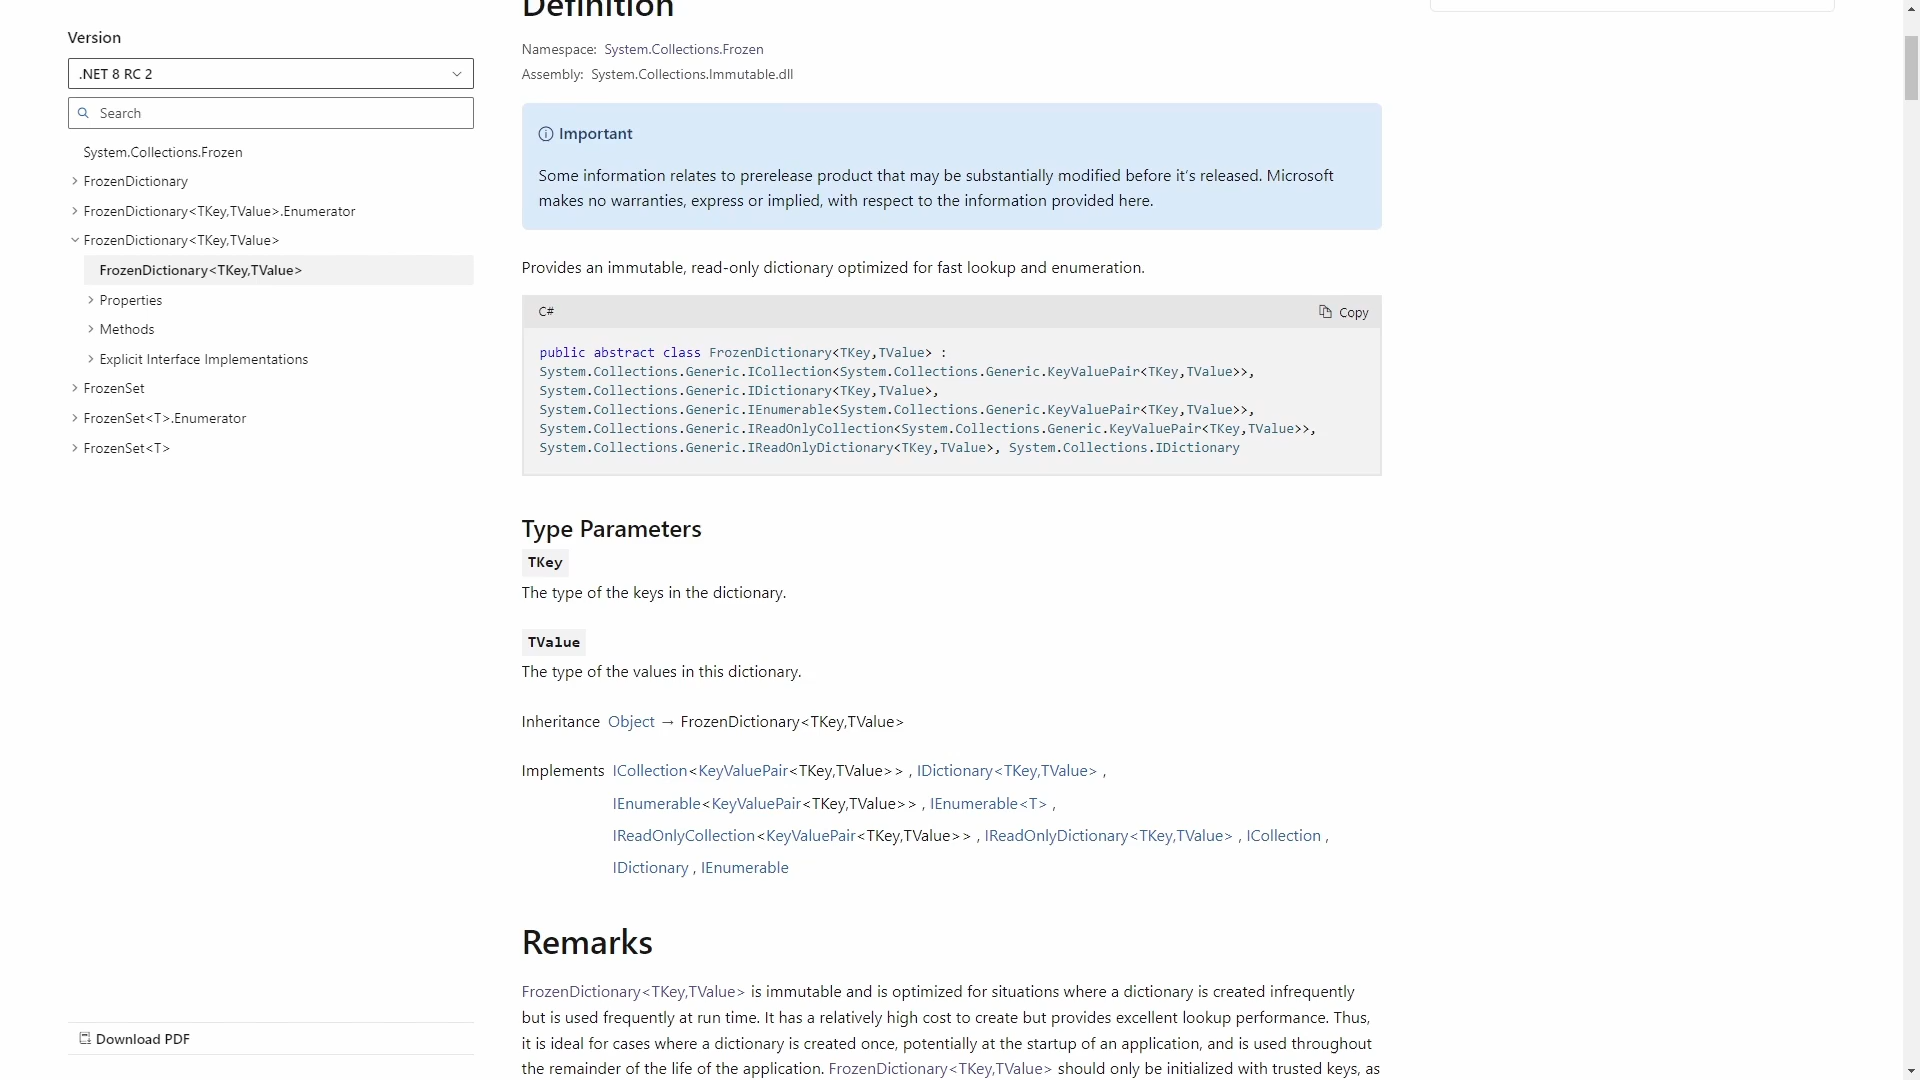 Definition
Version
.NET 8 RC 2
Search
System.Collections.Frozen
FrozenDictionary
FrozenDictionary<TKey,TValue>.Enumerator
FrozenDictionary<TKey,TValue>
FrozenDictionary<TKey,TValue>
Properties
Methods
Explicit Interface Implementations
FrozenSet
FrozenSet<T>.Enumerator
FrozenSet<T>
Download PDF
Namespace: System.Collections.Frozen
Assembly: System.Collections.Immutable.dll
Important
Some information relates to prerelease product that may be substantially modified before it's released. Microsoft
makes no warranties, express or implied, with respect to the information provided here.
Provides an immutable, read-only dictionary optimized for fast lookup and enumeration.
C#
Copy
public abstract class FrozenDictionary<TKey,TValue> :
System.Collections.Generic.ICollection<System.Collections.Generic.KeyValuePair<TKey,TValue>>,
System.Collections.Generic.IDictionary<TKey,TValue>,
System.Collections.Generic.IEnumerable<System.Collections.Generic.KeyValuePair<TKey,TValue>>,
System.Collections.Generic.IReadOnlyCollection<System.Collections.Generic.KeyValuePair<TKey,TValue>>,
System.Collections.Generic.IReadOnlyDictionary<TKey,TValue>, System.Collections.IDictionary
Type Parameters
TKey
The type of the keys in the dictionary.
TValue
The type of the values in this dictionary.
Inheritance Object → FrozenDictionary<TKey,TValue>
Implements ICollection<KeyValuePair<TKey,TValue>> , IDictionary<TKey,TValue> ,
IEnumerable<KeyValuePair<TKey,TValue>> , IEnumerable<T> ,
IReadOnlyCollection<KeyValuePair<TKey,TValue>> , IReadOnlyDictionary<TKey,TValue> , ICollection ,
IDictionary , IEnumerable
Remarks
FrozenDictionary<TKey,TValue> is immutable and is optimized for situations where a dictionary is created infrequently
but is used frequently at run time. It has a relatively high cost to create but provides excellent lookup performance. Thus,
it is ideal for cases where a dictionary is created once, potentially at the startup of an application, and is used throughout
the remainder of the life of the application. FrozenDictionary<TKey,TValue> should only be initialized with trusted keys, as